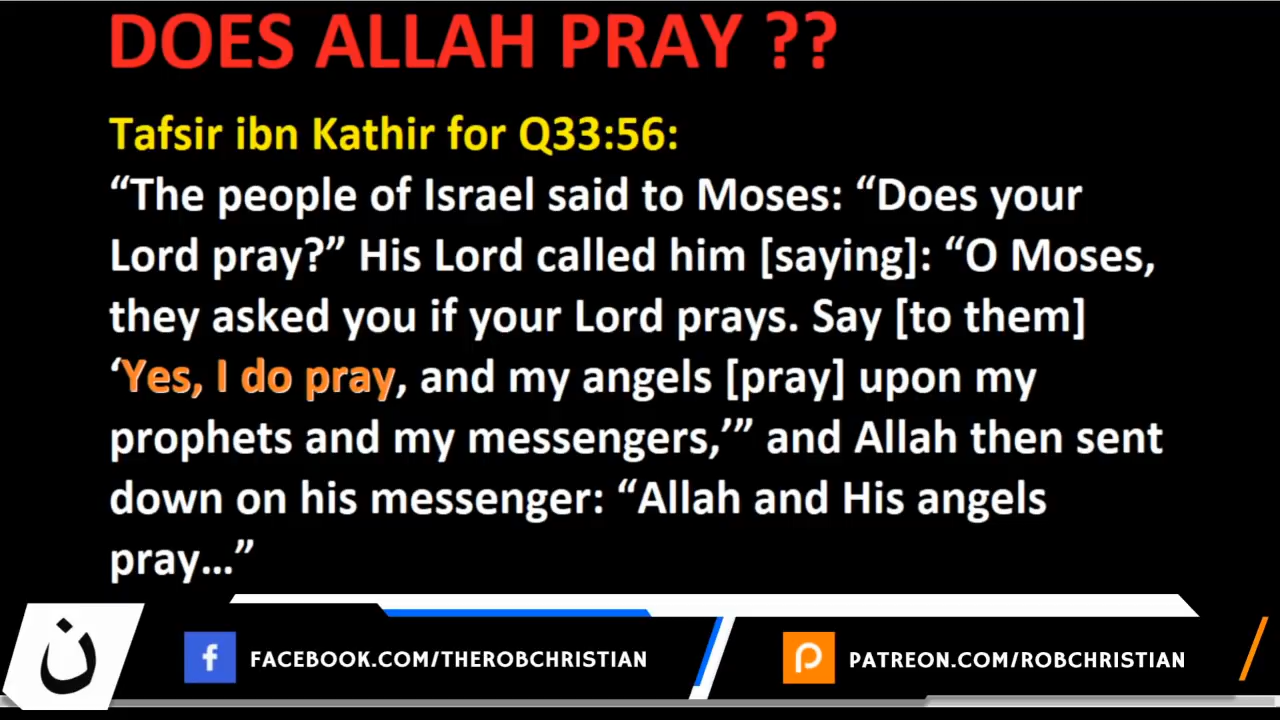 DOES ALLAH PRAY ??
Tafsir ibn Kathir for Q33:56:
“The people of Israel said to Moses: “Does your
Lord pray?” His Lord called him [saying]: “O Moses,
they asked you if your Lord prays. Say [to them]
‘Yes, I do pray, and my angels [pray] upon my
prophets and my messengers,’” and Allah then sent
down on his messenger: “Allah and His angels
pray…”
ن
f FACEBOOK.COM/THEROBCHRISTIAN
PATREON.COM/ROBCHRISTIAN